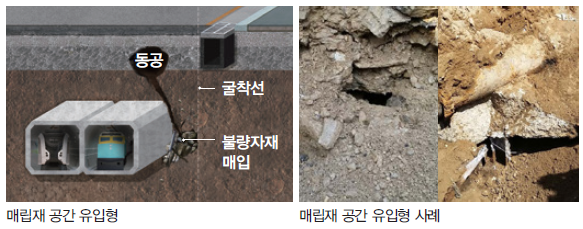 동공
굴착선
불량자재
매입
매립재 공간 유입형
매립재 공간 유입형 사례